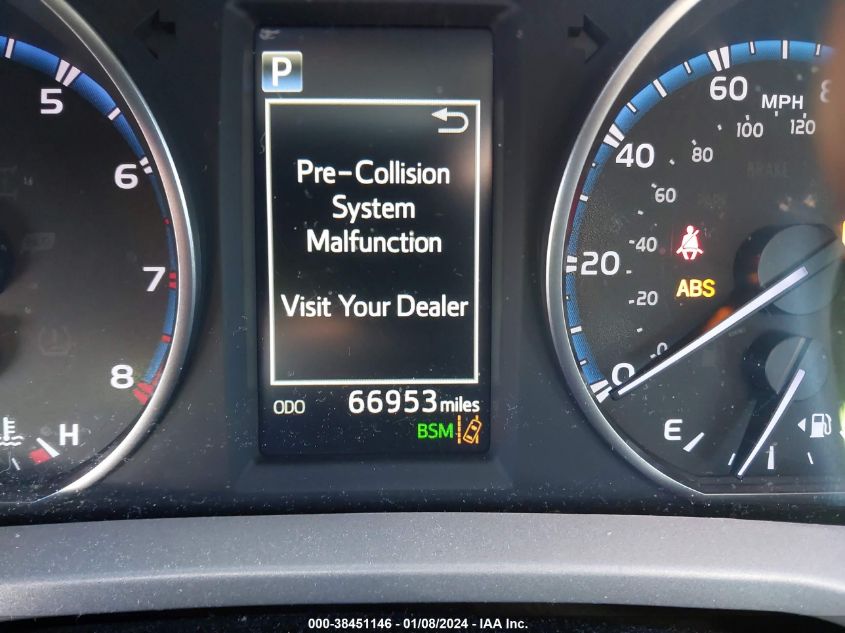 P
Pre-Collision
System
Malfunction
Visit Your Dealer
ODO 66953 miles
BSM
5
6
7
8
H
60 MPH
100 120
40 80
60
40
20
20
0
0
ABS
E
000-38451146 - 01/08/2024 - IAA Inc.